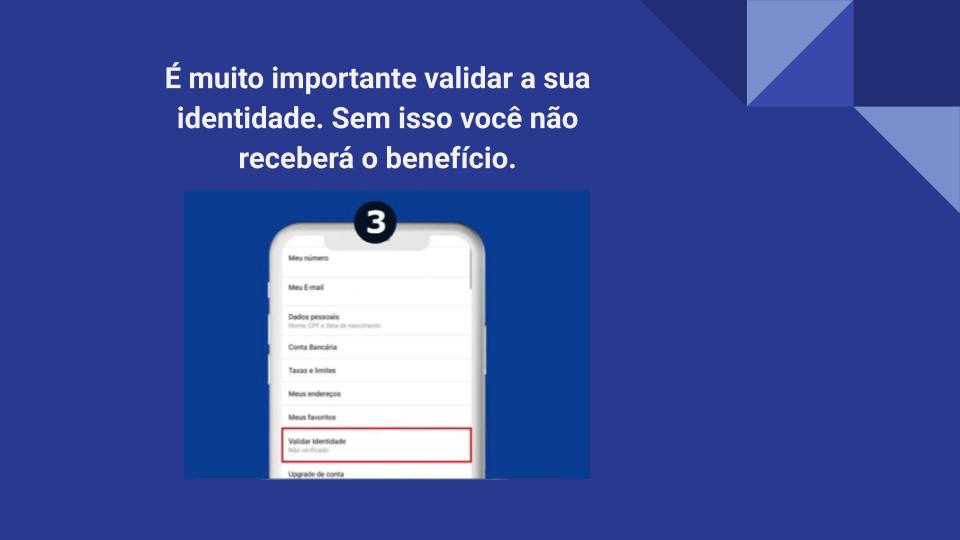 É muito importante validar a sua
identidade. Sem isso você não
receberá o benefício.
3
Meu número
Meu E-mail
Dados pessoais
Nome, CPF e data de nascimento
Conta Bancária
Taxas e limites
Meus endereços
Meus favoritos
Validar Identidade
Não verificado
Upgrade de conta